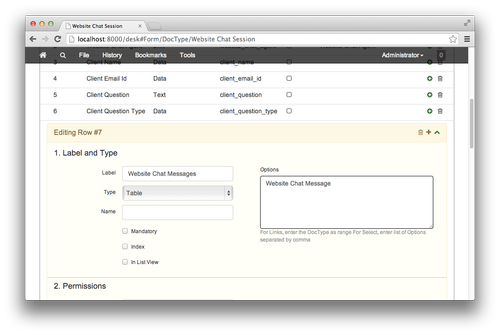 Website Chat Session
localhost:8000/desk#Form/DocType/Website Chat Session
File History Bookmarks Tools Administrator 0
3 Client Name Data client_name
4 Client Email Id Data client_email_id
5 Client Question Text client_question
6 Client Question Type Data client_question_type
Editing Row #7
1. Label and Type
Label Website Chat Messages
Type Table
Name
Mandatory
Index
In List View
Options
Website Chat Message
For Links, enter the DocType as range For Select, enter list of Options
separated by comma
2. Permissions